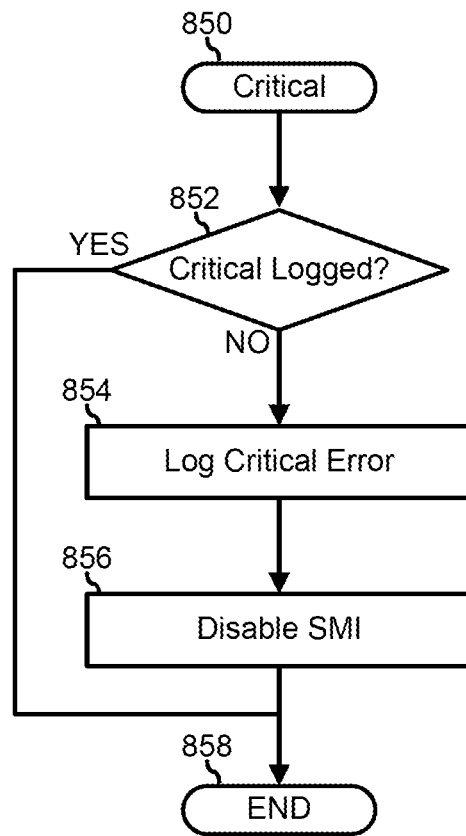 850
Critical
852
YES
Critical Logged?
NO
854
Log Critical Error
856
Disable SMI
858
END